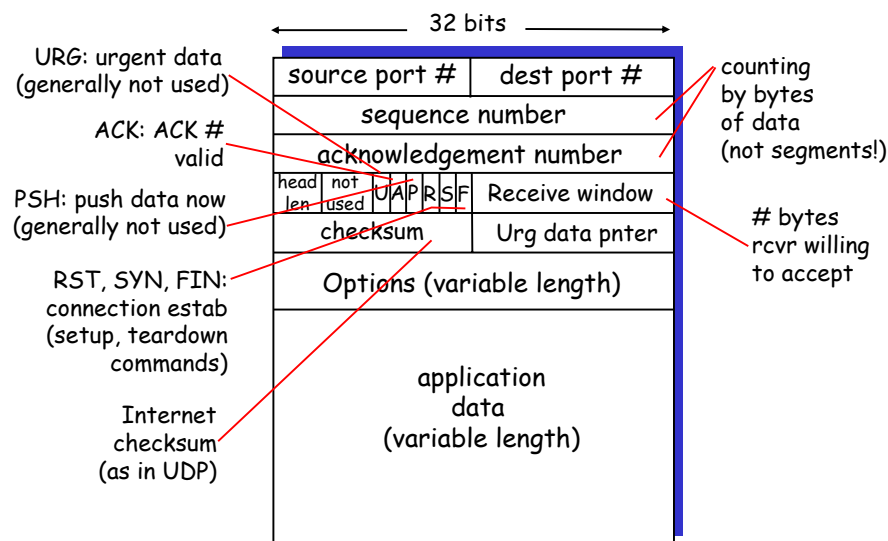 32 bits
URG: urgent data
(generally not used)
ACK: ACK #
valid
PSH: push data now
(generally not used)
RST, SYN, FIN:
connection estab
(setup, teardown
commands)
Internet
checksum
(as in UDP)
source port #
dest port #
sequence number
acknowledgement number
head
len
not
used
U
A
P
R
S
F
Receive window
checksum
Urg data pnter
Options (variable length)
application
data
(variable length)
counting
by bytes
of data
(not segments!)
# bytes
rcvr willing
to accept